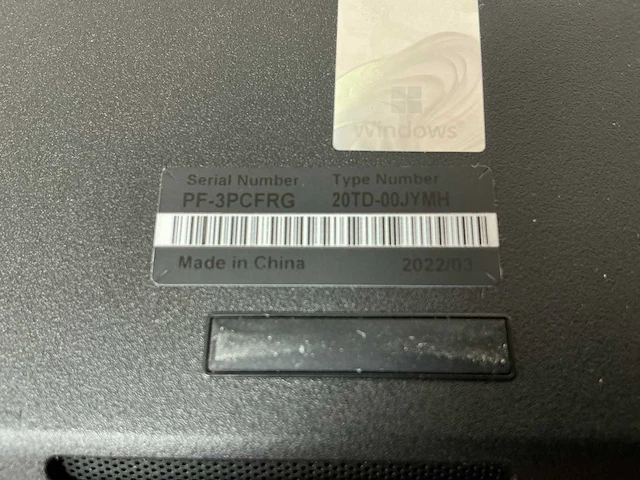 Windows®
Serial Number Type Number
PF-3PCFRG 20TD-00JYMH
Made in China 2022/03